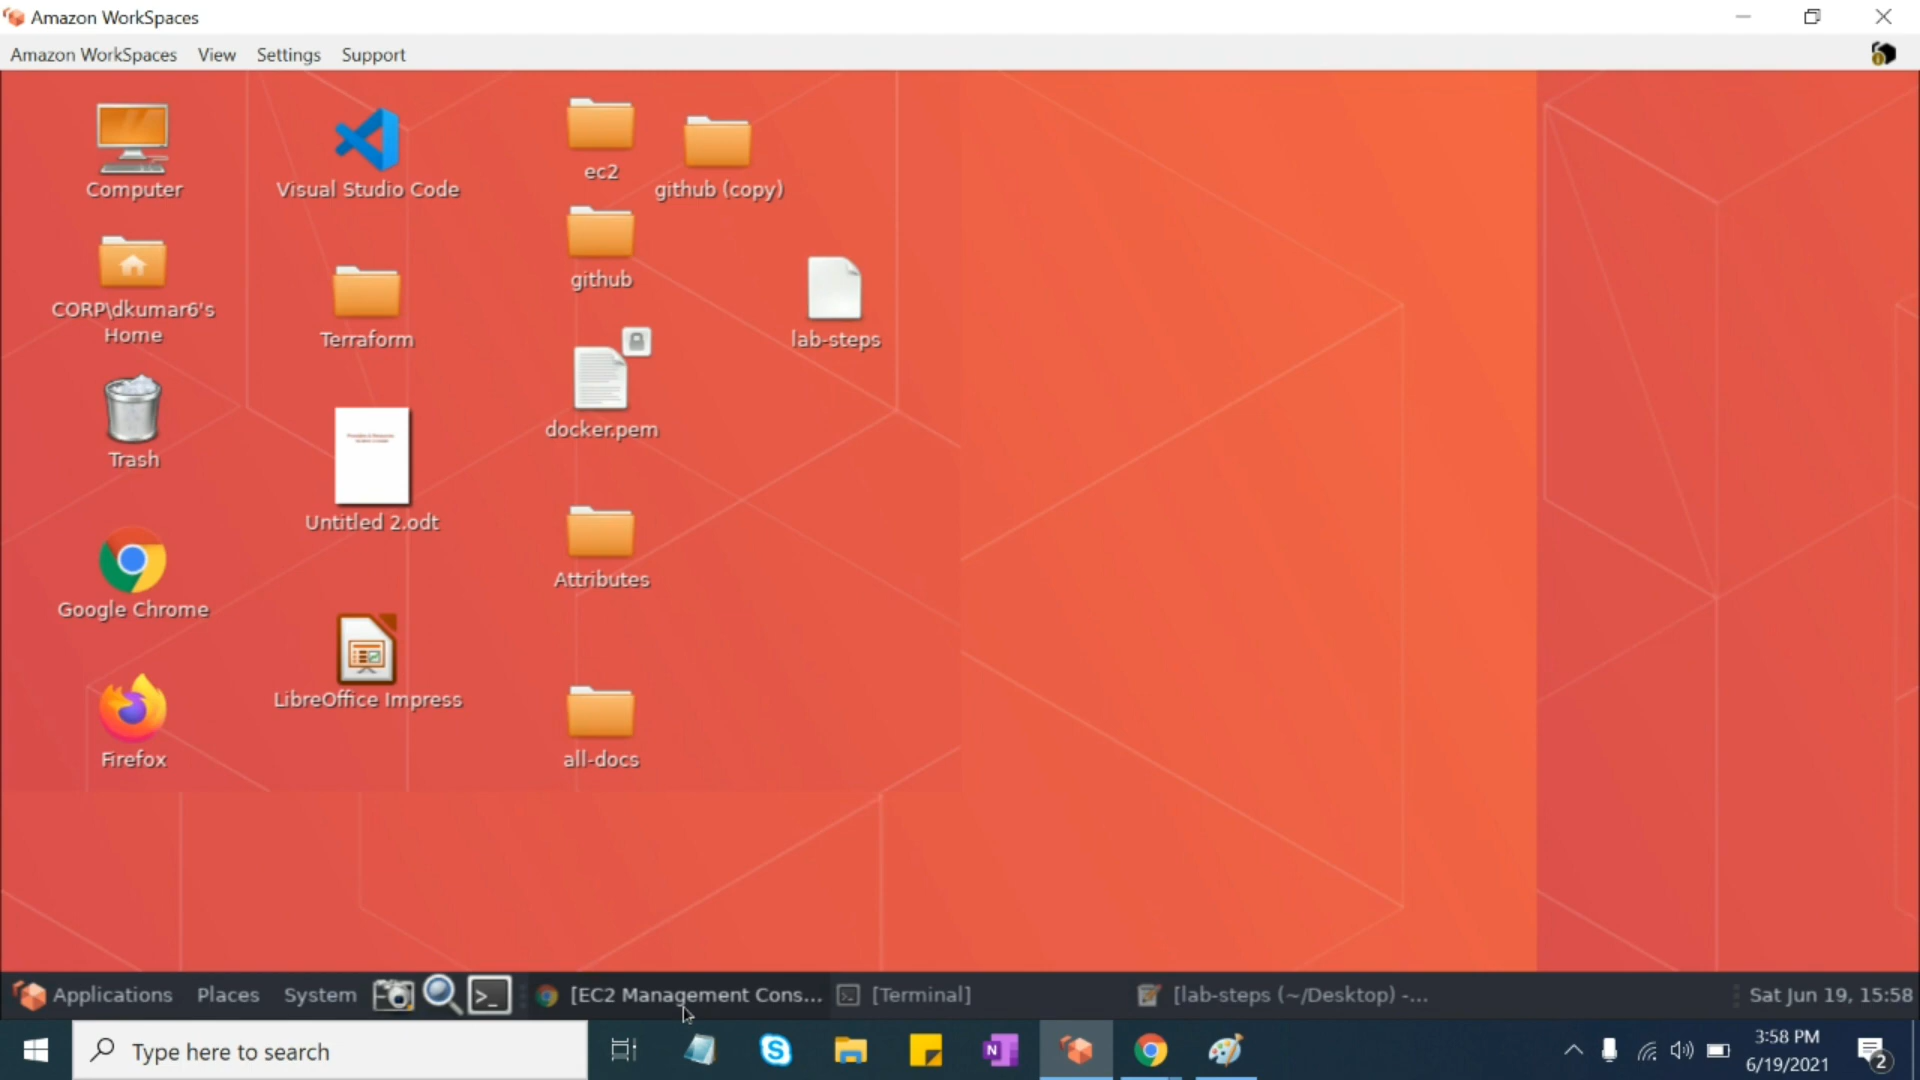 Amazon WorkSpaces
Amazon WorkSpaces View Settings Support
Computer
Visual Studio Code
ec2
github (copy)
CORP\dkumar6's
Home
Terraform
github
lab-steps
Trash
Untitled 2.odt
docker.pem
Google Chrome
LibreOffice Impress
Attributes
Firefox
all-docs
Applications Places System [EC2 Management Cons... [Terminal] [lab-steps (~/Desktop) -... Sat Jun 19, 15:58
Type here to search
3:58 PM
6/19/2021
2